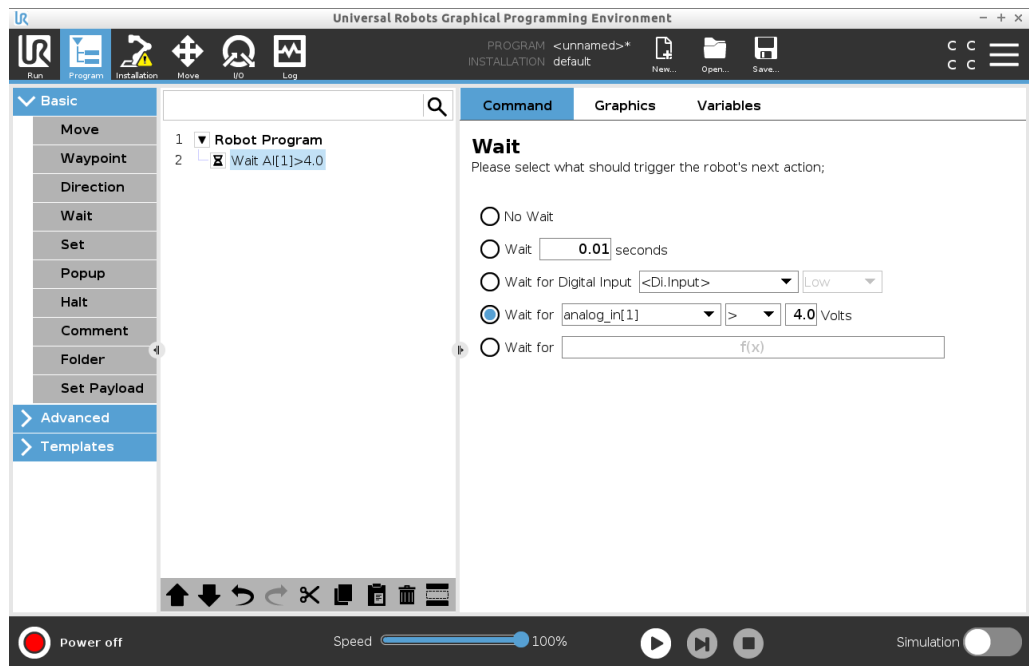 UR Universal Robots Graphical Programming Environment - + ×
UR PROGRAM <unnamed>* C C
INSTALLATION default C C
Run Program Installation Move I/O Log New... Open... Save...
Basic
Move
Waypoint
Direction
Wait
Set
Popup
Halt
Comment
Folder
Set Payload
Advanced
Templates
1 Robot Program
2 Wait AI[1]>4.0
Command Graphics Variables
Wait
Please select what should trigger the robot's next action;
No Wait
Wait 0.01 seconds
Wait for Digital Input <Di.Input> Low
Wait for analog_in[1] > 4.0 Volts
Wait for f(x)
Power off Speed 100% Simulation